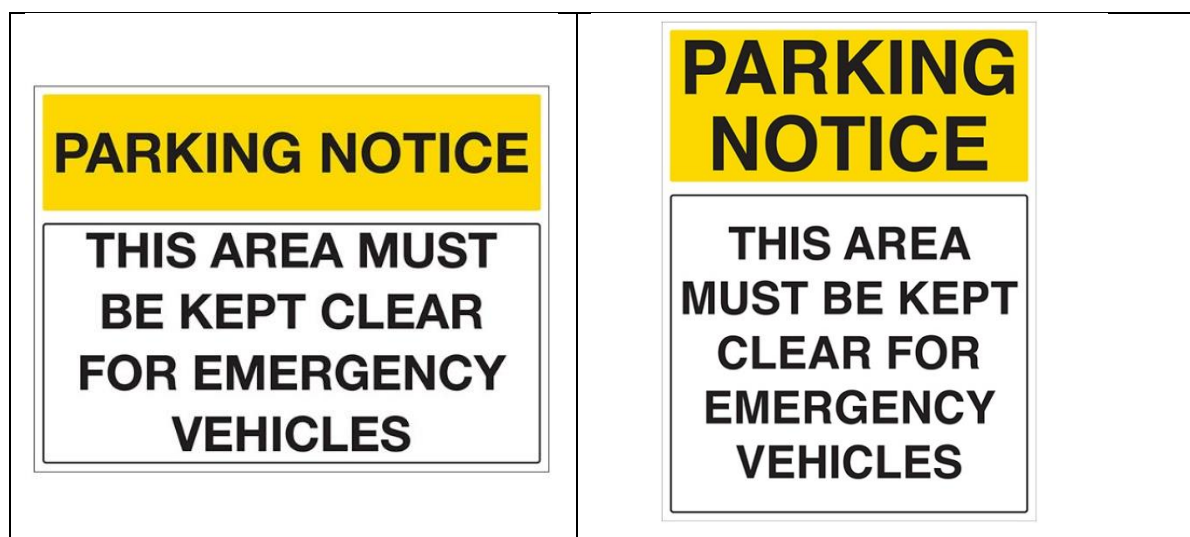 PARKING NOTICE
THIS AREA MUST
BE KEPT CLEAR
FOR EMERGENCY
VEHICLES
PARKING
NOTICE
THIS AREA
MUST BE KEPT
CLEAR FOR
EMERGENCY
VEHICLES